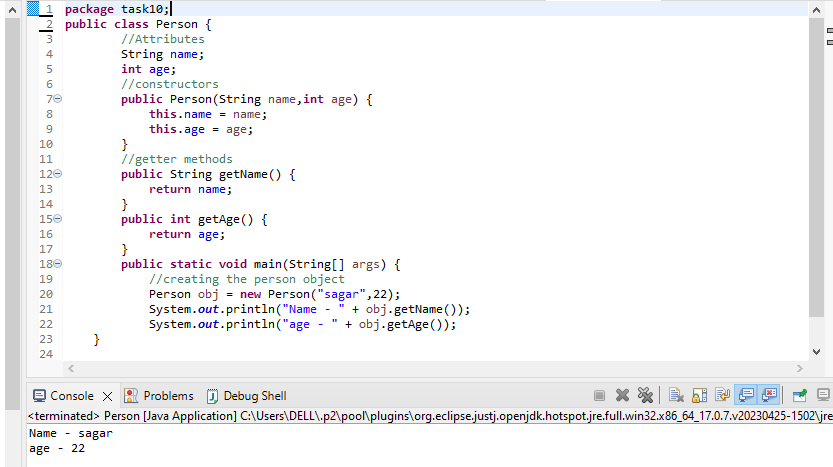 1 package task10;
2 public class Person {
3 //Attributes
4 String name;
5 int age;
6 //constructors
7 public Person(String name,int age) {
8 this.name = name;
9 this.age = age;
10 }
11 //getter methods
12 public String getName() {
13 return name;
14 }
15 public int getAge() {
16 return age;
17 }
18 public static void main(String[] args) {
19 //creating the person object
20 Person obj = new Person("sagar",22);
21 System.out.println("Name - " + obj.getName());
22 System.out.println("age - " + obj.getAge());
23 }
24
Console Problems Debug Shell
<terminated> Person [Java Application] C:\Users\DELL\.p2\pool\plugins\org.eclipse.justj.openjdk.hotspot.jre.full.win32.x86_64_17.0.7.v20230425-1502\jre
Name - sagar
age - 22